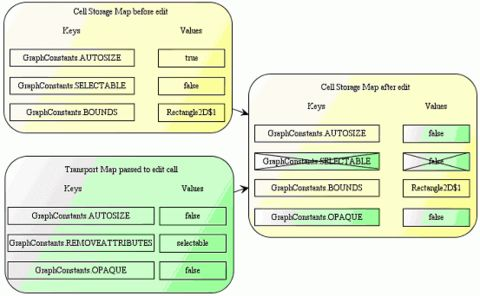 Cell Storage Map before edit
Keys Values
GraphConstants.AUTOSIZE true
GraphConstants.SELECTABLE false
GraphConstants.BOUNDS Rectangle2D$1
Transport Map passed to edit call
Keys Values
GraphConstants.AUTOSIZE false
GraphConstants.REMOVEATTRIBUTES selectable
GraphConstants.OPAQUE false
Cell Storage Map after edit
Keys Values
GraphConstants.AUTOSIZE false
GraphConstants.SELECTABLE false
GraphConstants.BOUNDS Rectangle2D$1
GraphConstants.OPAQUE false